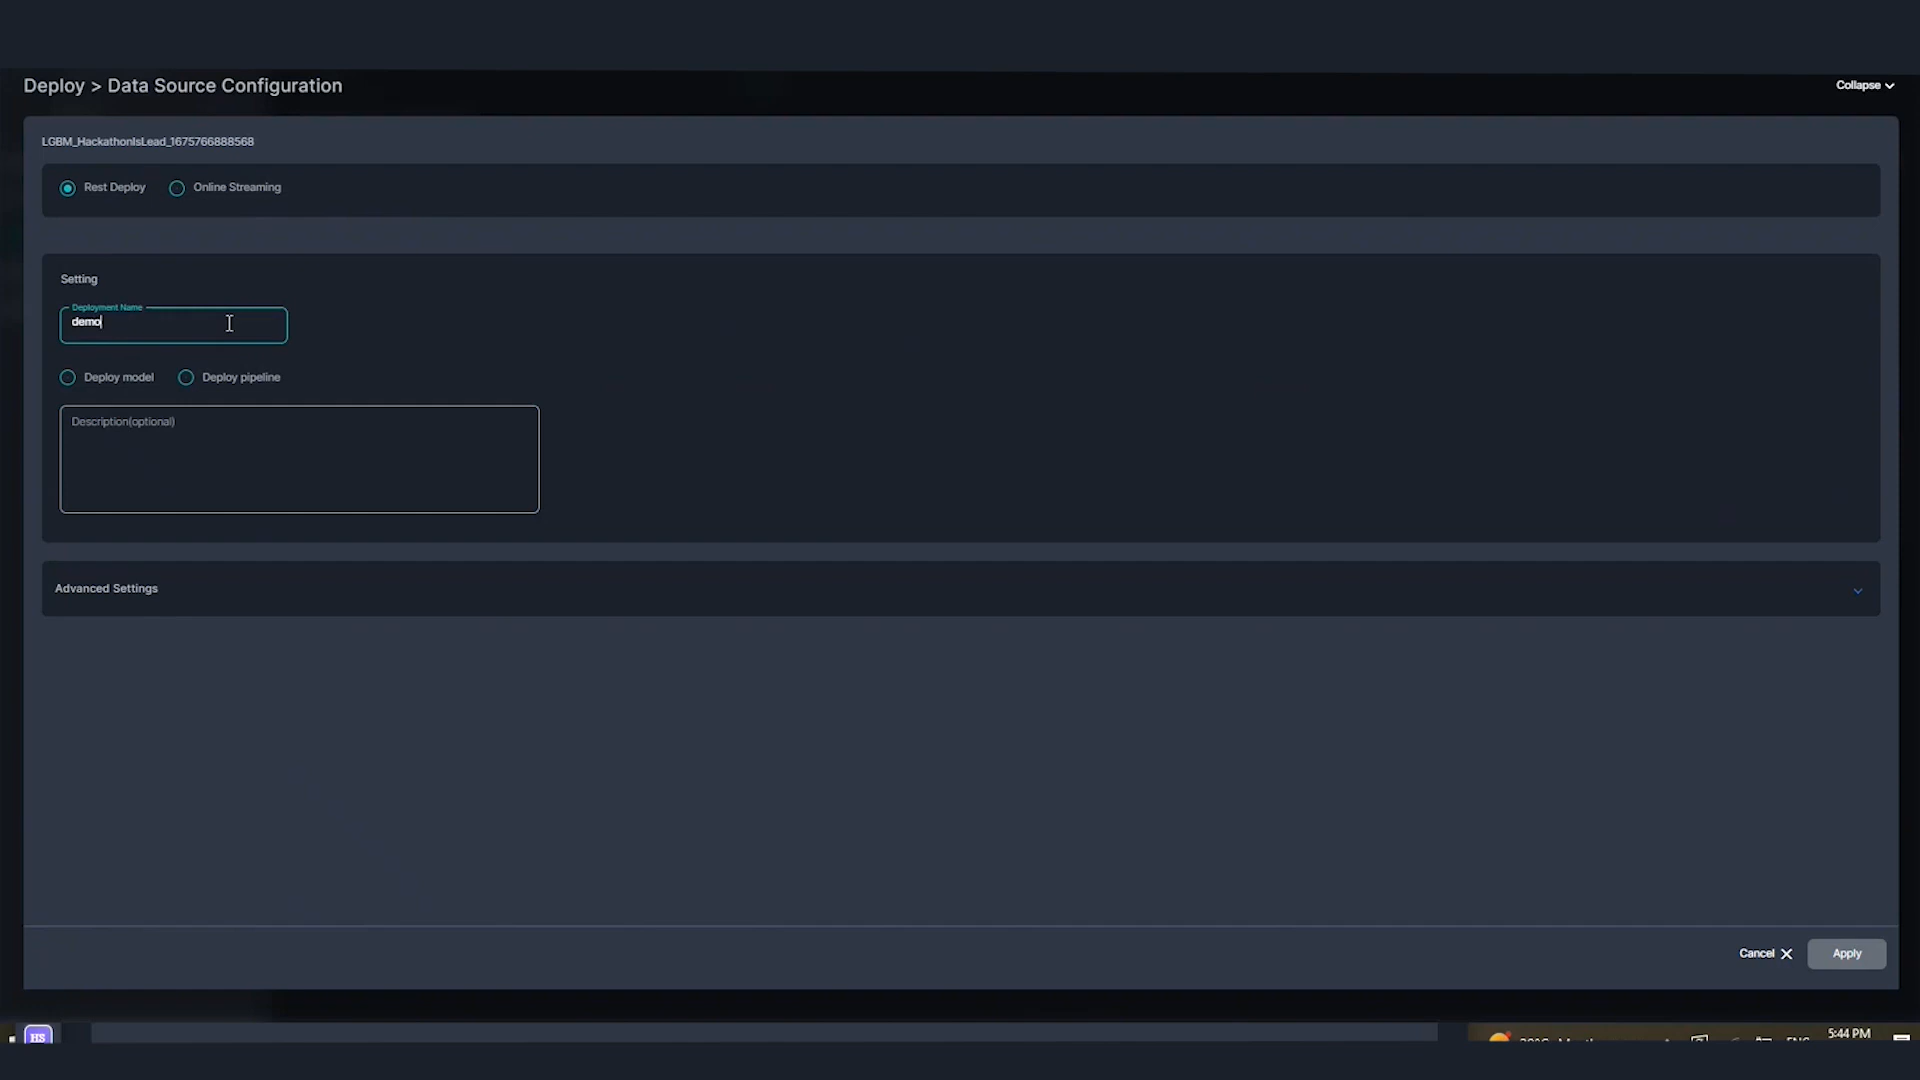 Deploy > Data Source Configuration
Collapse
LGBM_HackathonIsLead_1675766888568
Rest Deploy
Online Streaming
Setting
Deployment Name
demo
Deploy model
Deploy pipeline
Description(optional)
Advanced Settings
Cancel
Apply
HS
5:44 PM